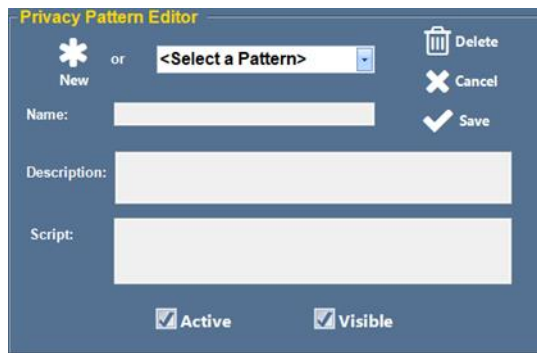 Privacy Pattern Editor
New
or
<Select a Pattern>
Delete
Cancel
Save
Name:
Description:
Script:
Active
Visible